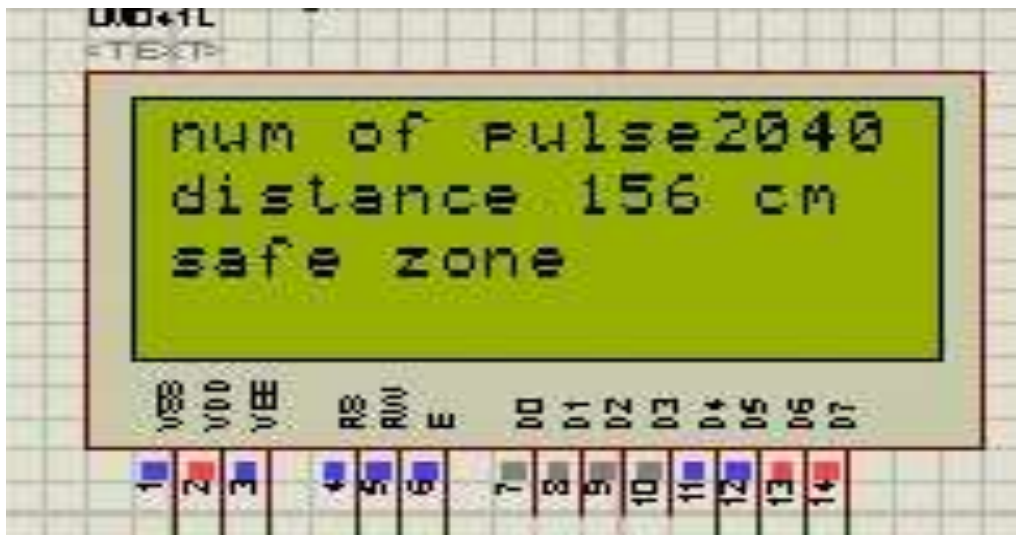 <TEXT>
num of pulse2040
distance 156 cm
safe zone
VSS VDD VEE RS RW E D0 D1 D2 D3 D4 D5 D6 D7
1 2 3 4 5 6 7 8 9 10 11 12 13 14